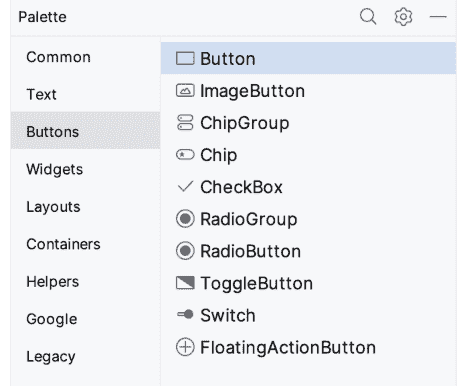 Palette
Common
Text
Buttons
Widgets
Layouts
Containers
Helpers
Google
Legacy
Button
ImageButton
ChipGroup
Chip
CheckBox
RadioGroup
RadioButton
ToggleButton
Switch
FloatingActionButton